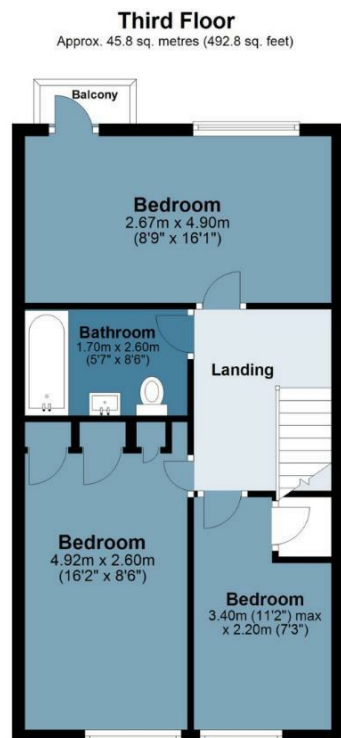 Third Floor
Approx. 45.8 sq. metres (492.8 sq. feet)
Balcony
Bedroom
2.67m x 4.90m
(8'9" x 16'1")
Bathroom
1.70m x 2.60m
(5'7" x 8'6")
Landing
Bedroom
4.92m x 2.60m
(16'2" x 8'6")
Bedroom
3.40m (11'2") max
x 2.20m (7'3")